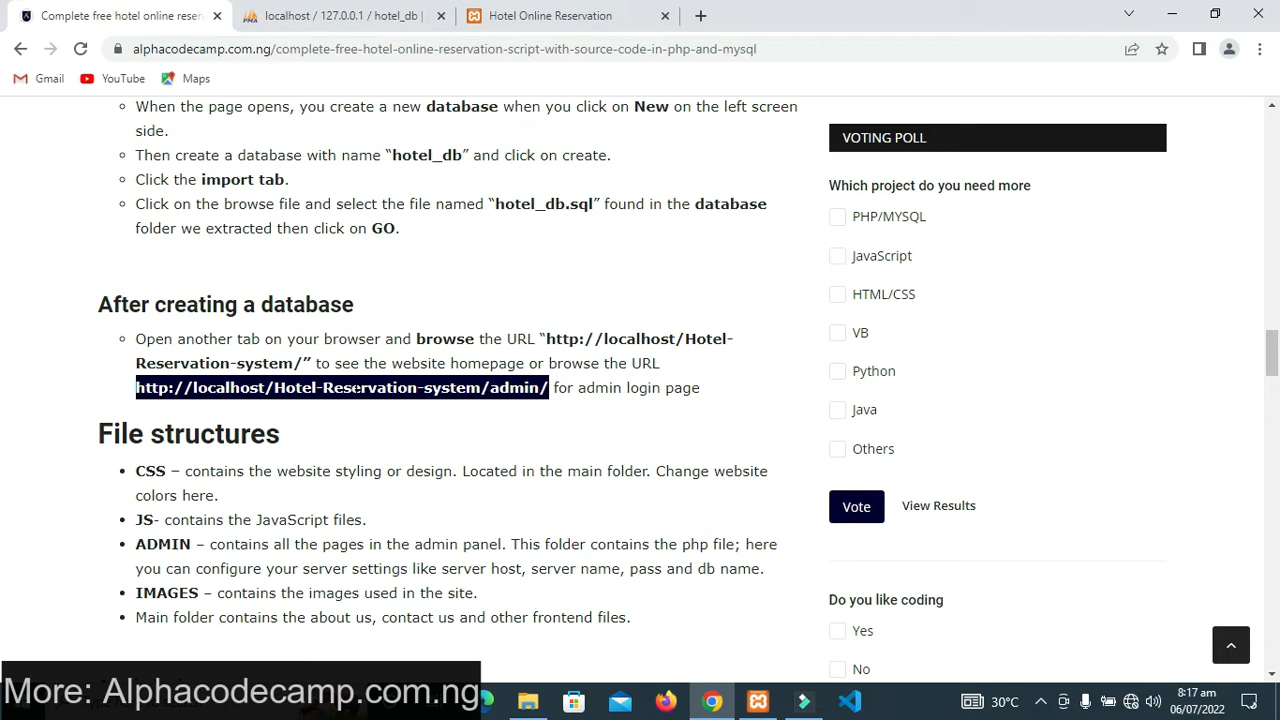 Complete free hotel online reser
localhost / 127.0.0.1 / hotel_db |
Hotel Online Reservation
alphacodecamp.com.ng/complete-free-hotel-online-reservation-script-with-source-code-in-php-and-mysql
Gmail
YouTube
Maps
When the page opens, you create a new database when you click on New on the left screen
side.
Then create a database with name “hotel_db” and click on create.
Click the import tab.
Click on the browse file and select the file named “hotel_db.sql” found in the database
folder we extracted then click on GO.
After creating a database
Open another tab on your browser and browse the URL “http://localhost/Hotel-
Reservation-system/” to see the website homepage or browse the URL
http://localhost/Hotel-Reservation-system/admin/ for admin login page
File structures
CSS – contains the website styling or design. Located in the main folder. Change website
colors here.
JS- contains the JavaScript files.
ADMIN – contains all the pages in the admin panel. This folder contains the php file; here
you can configure your server settings like server host, server name, pass and db name.
IMAGES – contains the images used in the site.
Main folder contains the about us, contact us and other frontend files.
VOTING POLL
Which project do you need more
PHP/MYSQL
JavaScript
HTML/CSS
VB
Python
Java
Others
Vote
View Results
Do you like coding
Yes
No
More: Alphacodecamp.com.ng
30°C
8:17 am
06/07/2022